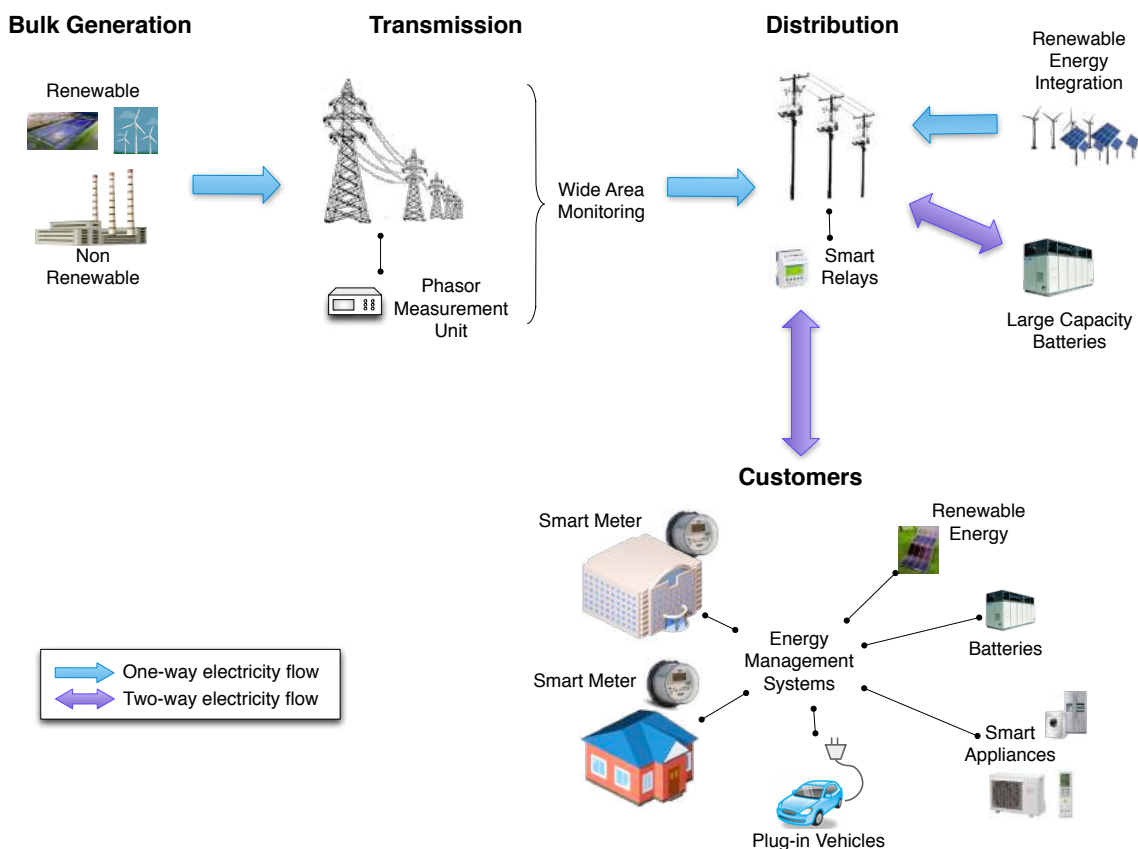 Bulk Generation
Transmission
Distribution
Renewable
Non
Renewable
Phasor
Measurement
Unit
Wide Area
Monitoring
Smart
Relays
Renewable
Energy
Integration
Large Capacity
Batteries
Customers
Smart Meter
Smart Meter
Energy
Management
Systems
Renewable
Energy
Batteries
Smart
Appliances
Plug-in Vehicles
One-way electricity flow
Two-way electricity flow